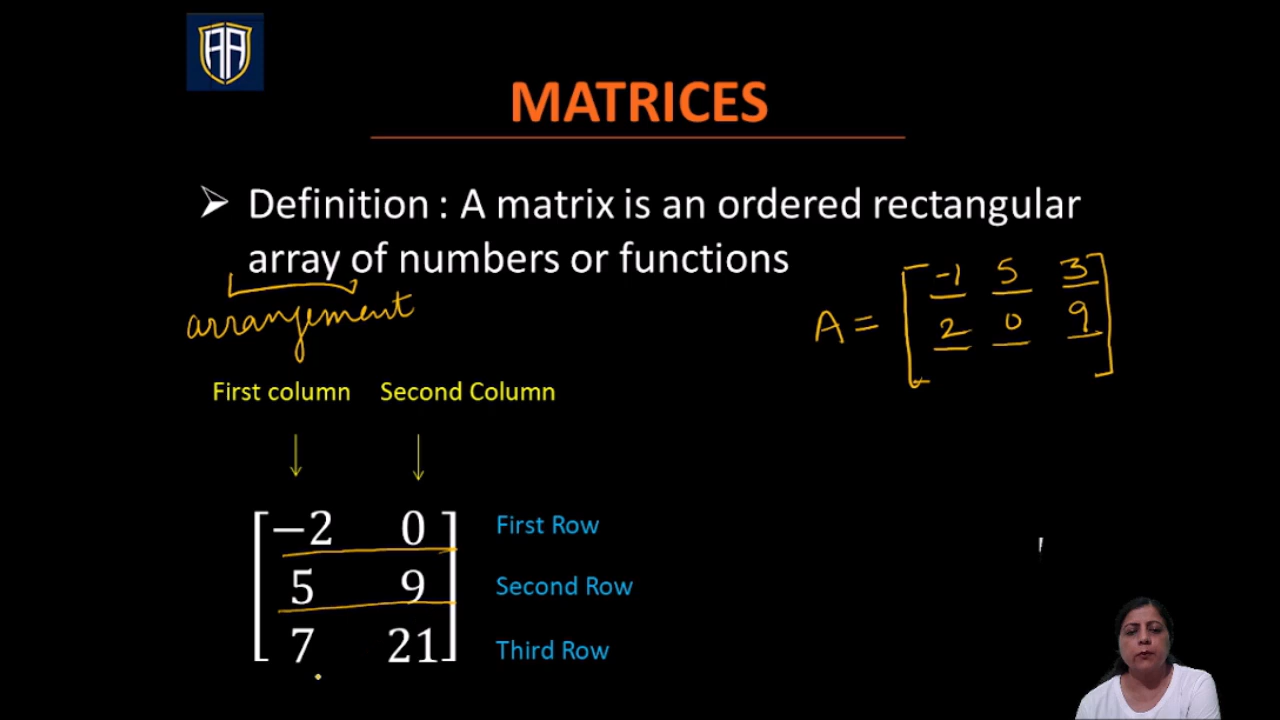 AA
MATRICES
➢ Definition : A matrix is an ordered rectangular
array of numbers or functions
arrangement
A = [ -1 5 3
2 0 9 ]
First column Second Column
[ −2 0 ] First Row
[ 5 9 ] Second Row
[ 7 21 ] Third Row